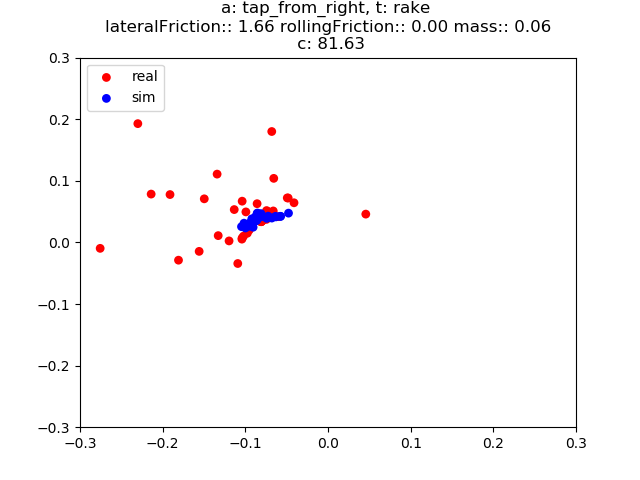 a: tap_from_right, t: rake
lateralFriction:: 1.66 rollingFriction:: 0.00 mass:: 0.06
c: 81.63
real
sim
0.3
0.2
0.1
0.0
−0.1
−0.2
−0.3
−0.3 −0.2 −0.1 0.0 0.1 0.2 0.3